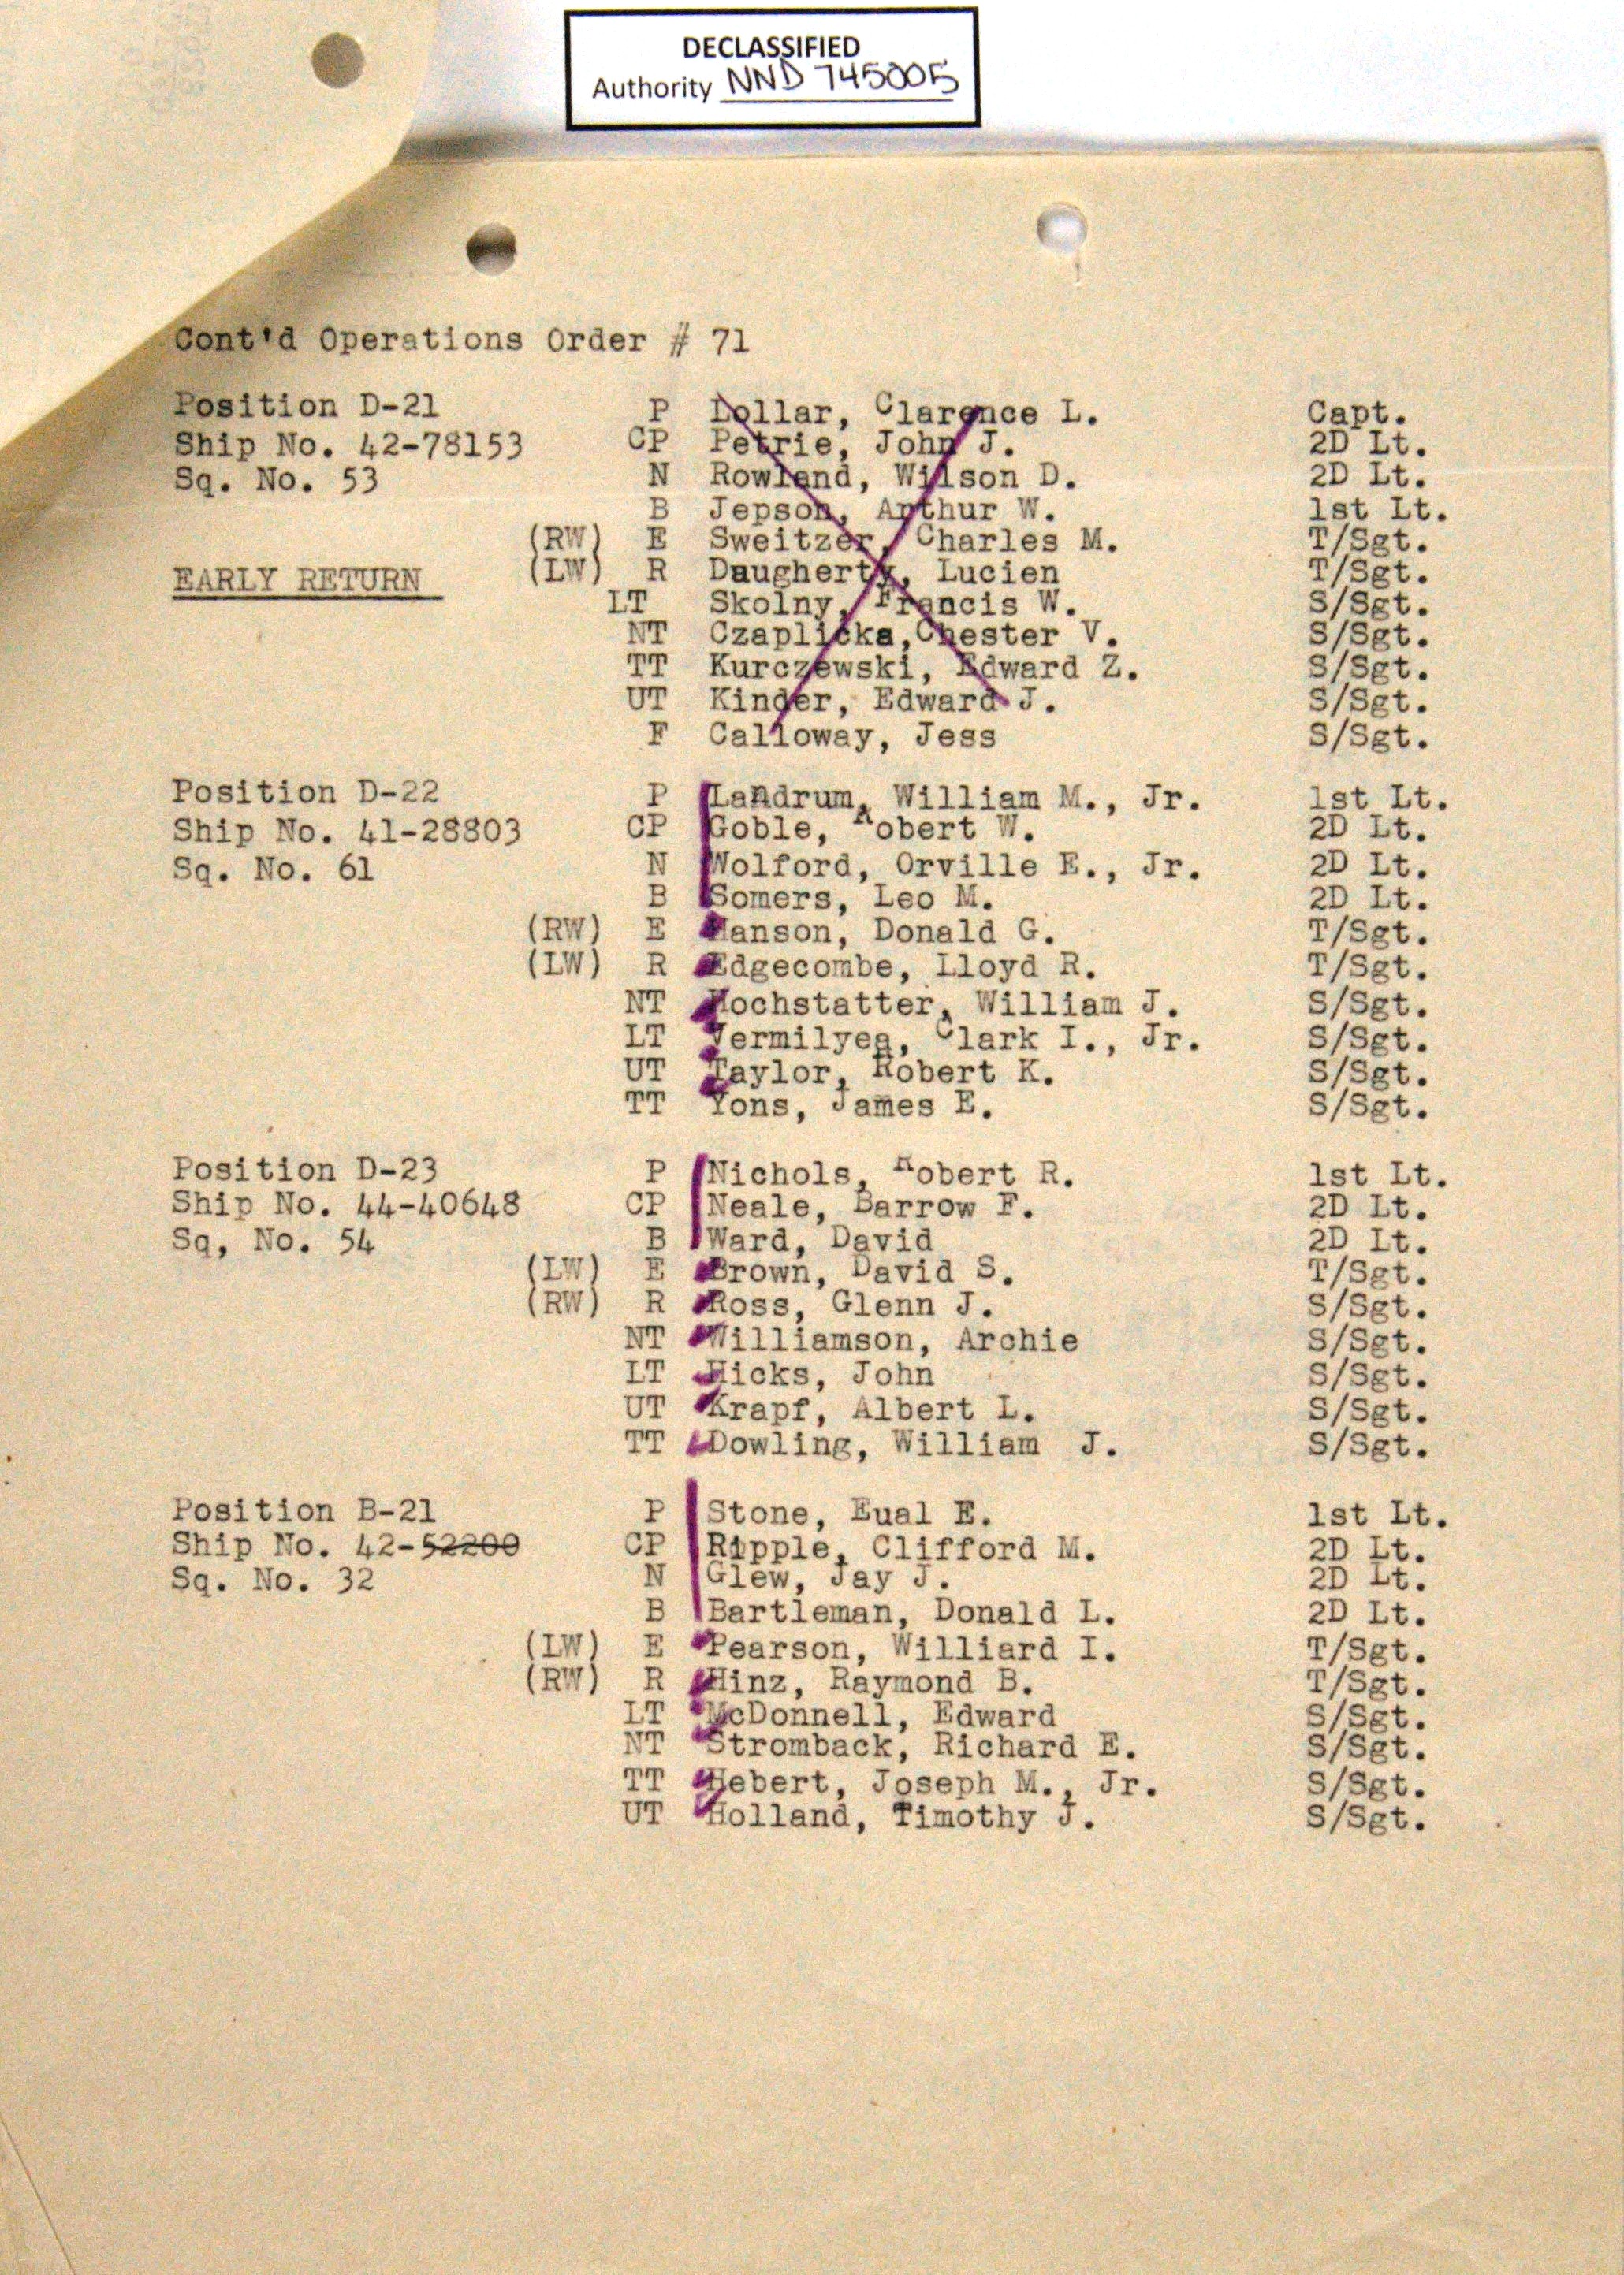 DECLASSIFIED
Authority NND 745005
Cont'd Operations Order # 71
Position D-21 P Dollar, Clarence L. Capt.
Ship No. 42-78153 CP Petrie, John J. 2D Lt.
Sq. No. 53 N Rowland, Wilson D. 2D Lt.
B Jepson, Arthur W. 1st Lt.
(RW) E Sweitzer, Charles M. T/Sgt.
EARLY RETURN (LW) R Daugherty, Lucien T/Sgt.
LT Skolny, Francis W. S/Sgt.
NT Czaplicka, Chester V. S/Sgt.
TT Kurczewski, Edward Z. S/Sgt.
UT Kinder, Edward J. S/Sgt.
F Calloway, Jess S/Sgt.
Position D-22 P Landrum, William M., Jr. 1st Lt.
Ship No. 41-28803 CP Goble, Robert W. 2D Lt.
Sq. No. 61 N Wolford, Orville E., Jr. 2D Lt.
B Somers, Leo M. 2D Lt.
(RW) E Hanson, Donald G. T/Sgt.
(LW) R Edgecombe, Lloyd R. T/Sgt.
NT Hochstatter, William J. S/Sgt.
LT Vermilyea, Clark I., Jr. S/Sgt.
UT Taylor, Robert K. S/Sgt.
TT Yons, James E. S/Sgt.
Position D-23 P Nichols, Robert R. 1st Lt.
Ship No. 44-40648 CP Neale, Barrow F. 2D Lt.
Sq, No. 54 B Ward, David 2D Lt.
(LW) E Brown, David S. T/Sgt.
(RW) R Ross, Glenn J. S/Sgt.
NT Williamson, Archie S/Sgt.
LT Hicks, John S/Sgt.
UT Krapf, Albert L. S/Sgt.
TT Dowling, William J. S/Sgt.
Position B-21 P Stone, Eual E. 1st Lt.
Ship No. 42-52200 CP Ripple, Clifford M. 2D Lt.
Sq. No. 32 N Glew, Jay J. 2D Lt.
B Bartleman, Donald L. 2D Lt.
(LW) E Pearson, Williard I. T/Sgt.
(RW) R Hinz, Raymond B. T/Sgt.
LT McDonnell, Edward S/Sgt.
NT Stromback, Richard E. S/Sgt.
TT Hebert, Joseph M., Jr. S/Sgt.
UT Holland, Timothy J. S/Sgt.